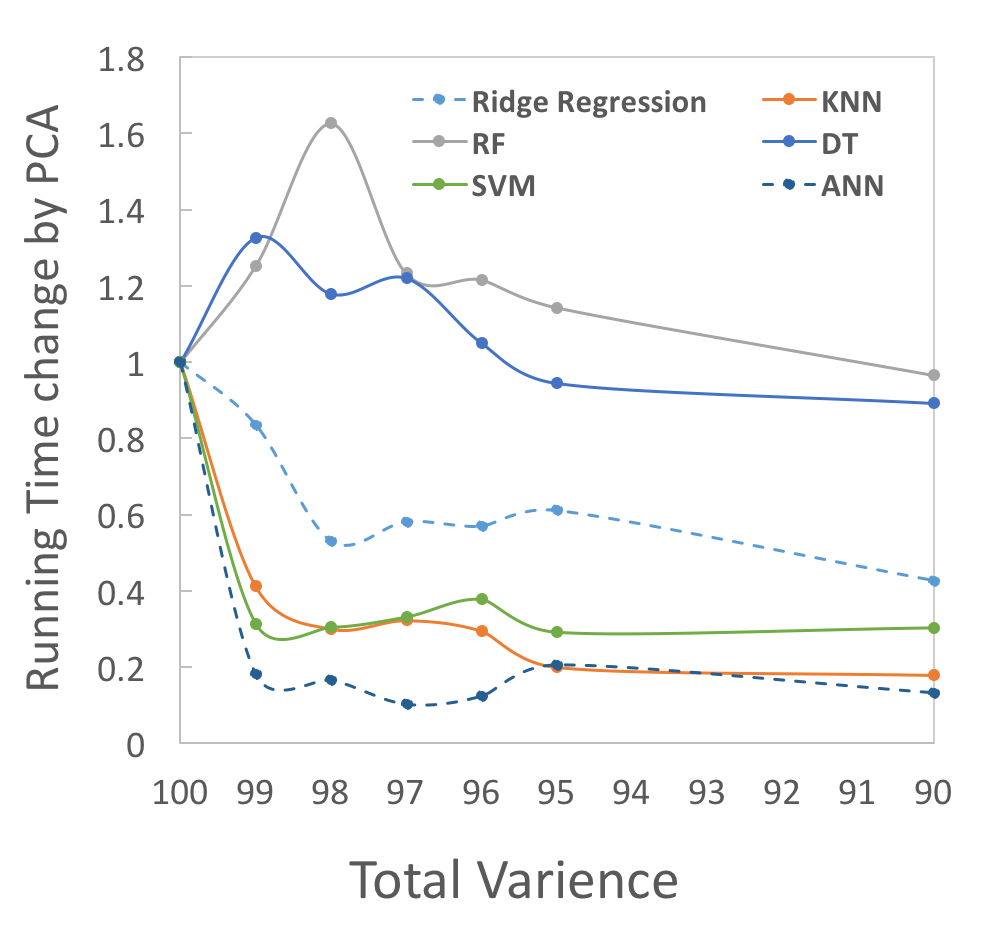 Running Time change by PCA
1.8
1.6
1.4
1.2
1
0.8
0.6
0.4
0.2
0
Ridge Regression
KNN
RF
DT
SVM
ANN
100 99 98 97 96 95 94 93 92 91 90
Total Varience